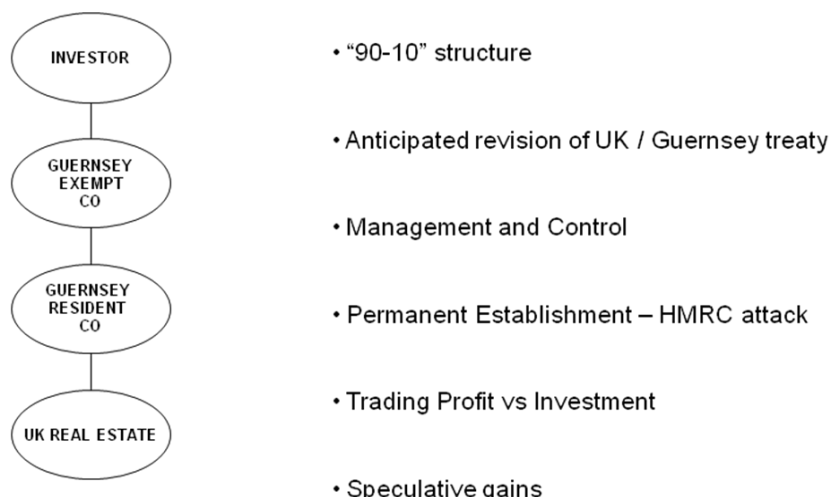 INVESTOR
GUERNSEY
EXEMPT
CO
GUERNSEY
RESIDENT
CO
UK REAL ESTATE
• “90-10” structure
• Anticipated revision of UK / Guernsey treaty
• Management and Control
• Permanent Establishment – HMRC attack
• Trading Profit vs Investment
• Speculative gains